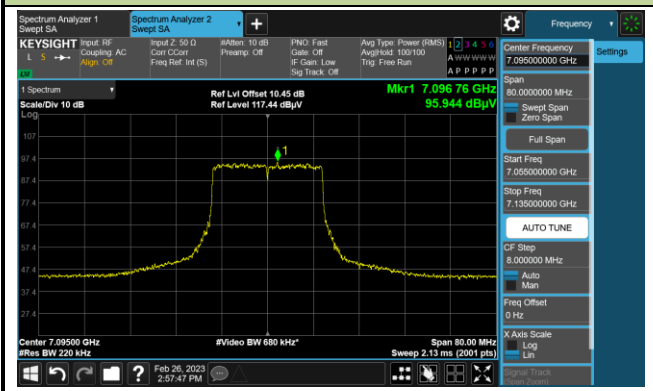 Spectrum Analyzer 1
Swept SA
Spectrum Analyzer 2
Swept SA
+
Frequency
KEYSIGHT
L S
Input: RF
Coupling: AC
Align: Off
Input Z: 50 Ω
Corr CCorr
Freq Ref: Int (S)
#Atten: 10 dB
Preamp: Off
PNO: Fast
Gate: Off
IF Gain: Low
Sig Track: Off
Avg Type: Power (RMS)
Avg|Hold: 100/100
Trig: Free Run
1 2 3 4 5 6
A W W W W W
A P P P P P
1 Spectrum
Scale/Div 10 dB
Log
Ref Lvl Offset 10.45 dB
Ref Level 117.44 dBµV
Mkr1 7.096 76 GHz
95.944 dBµV
1
107
97.4
87.4
77.4
67.4
57.4
47.4
37.4
27.4
Center 7.09500 GHz
#Res BW 220 kHz
#Video BW 680 kHz*
Span 80.00 MHz
Sweep 2.13 ms (2001 pts)
Center Frequency
7.095000000 GHz
Settings
Span
80.0000000 MHz
Swept Span
Zero Span
Full Span
Start Freq
7.055000000 GHz
Stop Freq
7.135000000 GHz
AUTO TUNE
CF Step
8.000000 MHz
Auto
Man
Freq Offset
0 Hz
X Axis Scale
Log
Lin
Signal Track
(Span Zoom)
?
Feb 26, 2023
2:57:47 PM